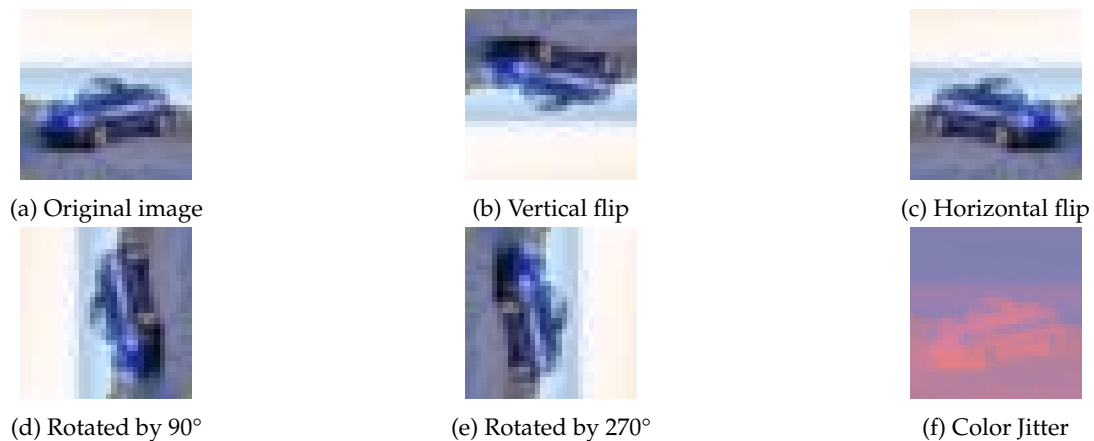 (a) Original image
(b) Vertical flip
(c) Horizontal flip
(d) Rotated by 90°
(e) Rotated by 270°
(f) Color Jitter